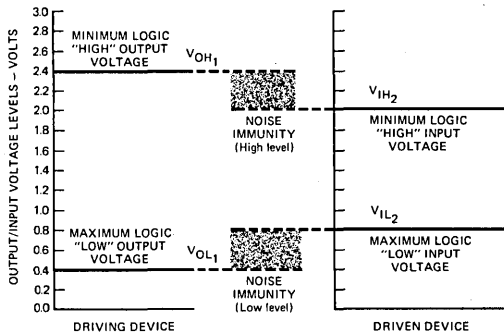 OUTPUT/INPUT VOLTAGE LEVELS – VOLTS
3.0
2.8
2.6
2.4
2.2
2.0
1.8
1.6
1.4
1.2
1.0
0.8
0.6
0.4
0.2
0.0
MINIMUM LOGIC
"HIGH" OUTPUT
VOLTAGE
VOH1
NOISE
IMMUNITY
(High level)
VIH2
MINIMUM LOGIC
"HIGH" INPUT
VOLTAGE
MAXIMUM LOGIC
"LOW" OUTPUT
VOLTAGE
VOL1
NOISE
IMMUNITY
(Low level)
VIL2
MAXIMUM LOGIC
"LOW" INPUT
VOLTAGE
DRIVING DEVICE
DRIVEN DEVICE